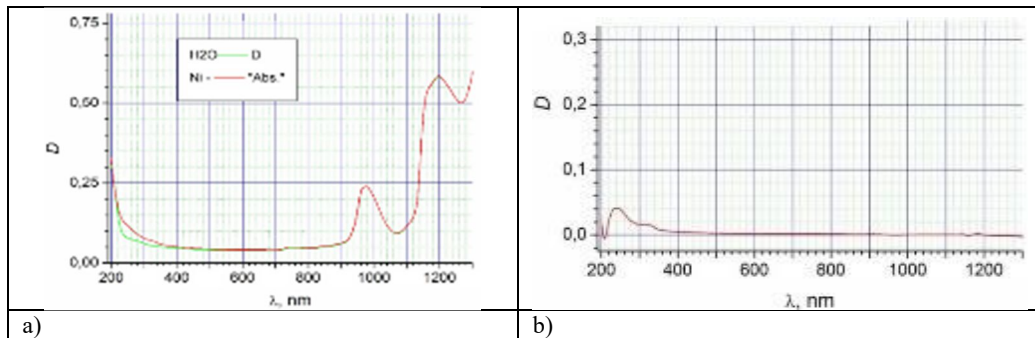 0,75
H2O — D
Ni - — "Abs."
0,50
D
0,25
0,00
200 400 600 800 1000 1200
λ, nm
a)
0,3
D
0,2
0,1
0,0
200 400 600 800 1000 1200
λ, nm
b)